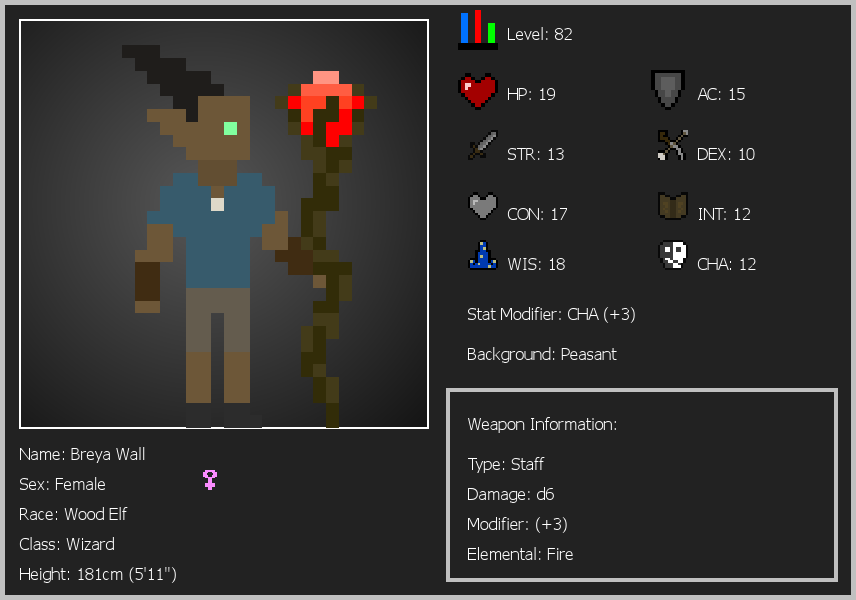 Level: 82
HP: 19
AC: 15
STR: 13
DEX: 10
CON: 17
INT: 12
WIS: 18
CHA: 12
Stat Modifier: CHA (+3)
Background: Peasant
Weapon Information:
Type: Staff
Damage: d6
Modifier: (+3)
Elemental: Fire
Name: Breya Wall
Sex: Female
Race: Wood Elf
Class: Wizard
Height: 181cm (5'11")